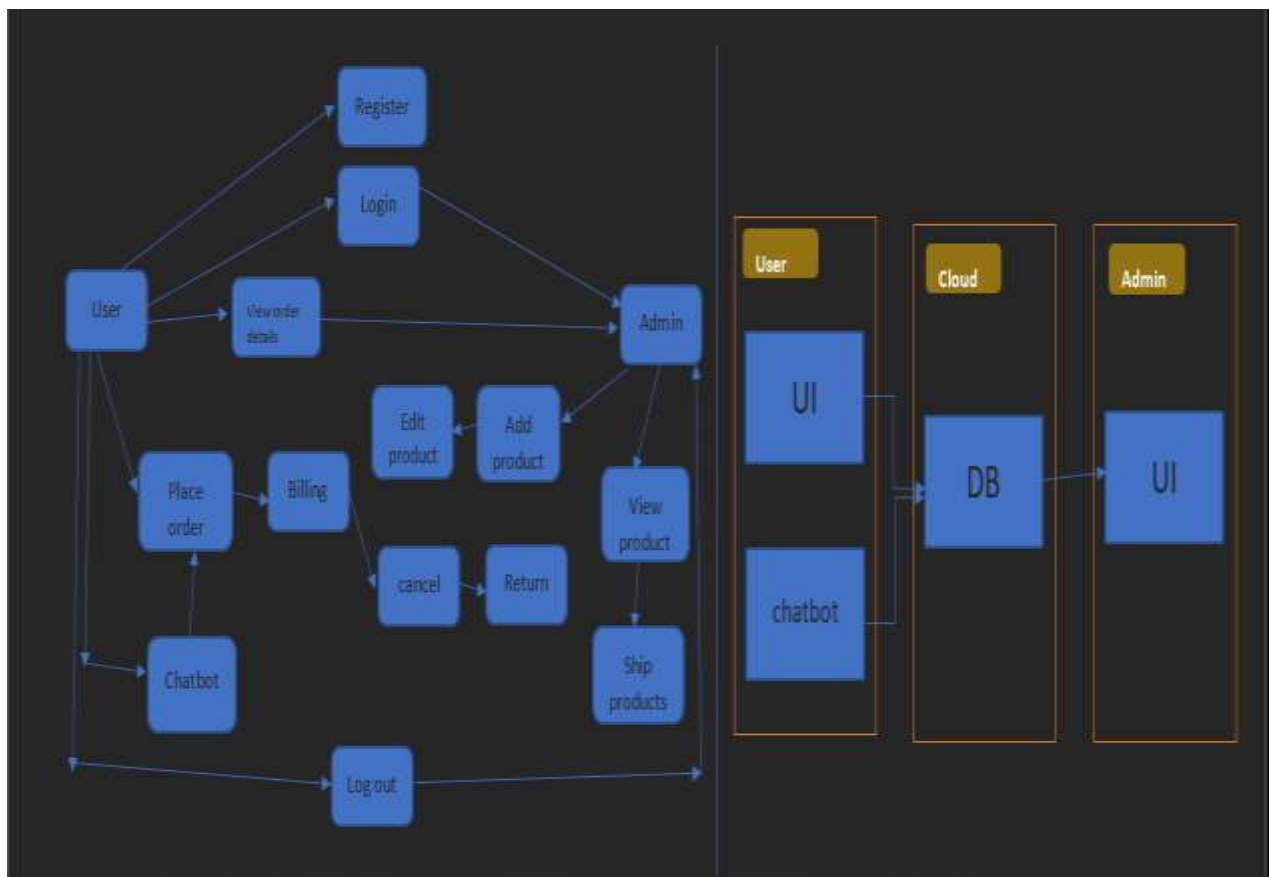 Register
Login
User
View order
details
Admin
Edit
product
Add
product
Place
order
Billing
View
product
cancel
Return
Chatbot
Ship
products
Log out
User
UI
chatbot
Cloud
DB
Admin
UI